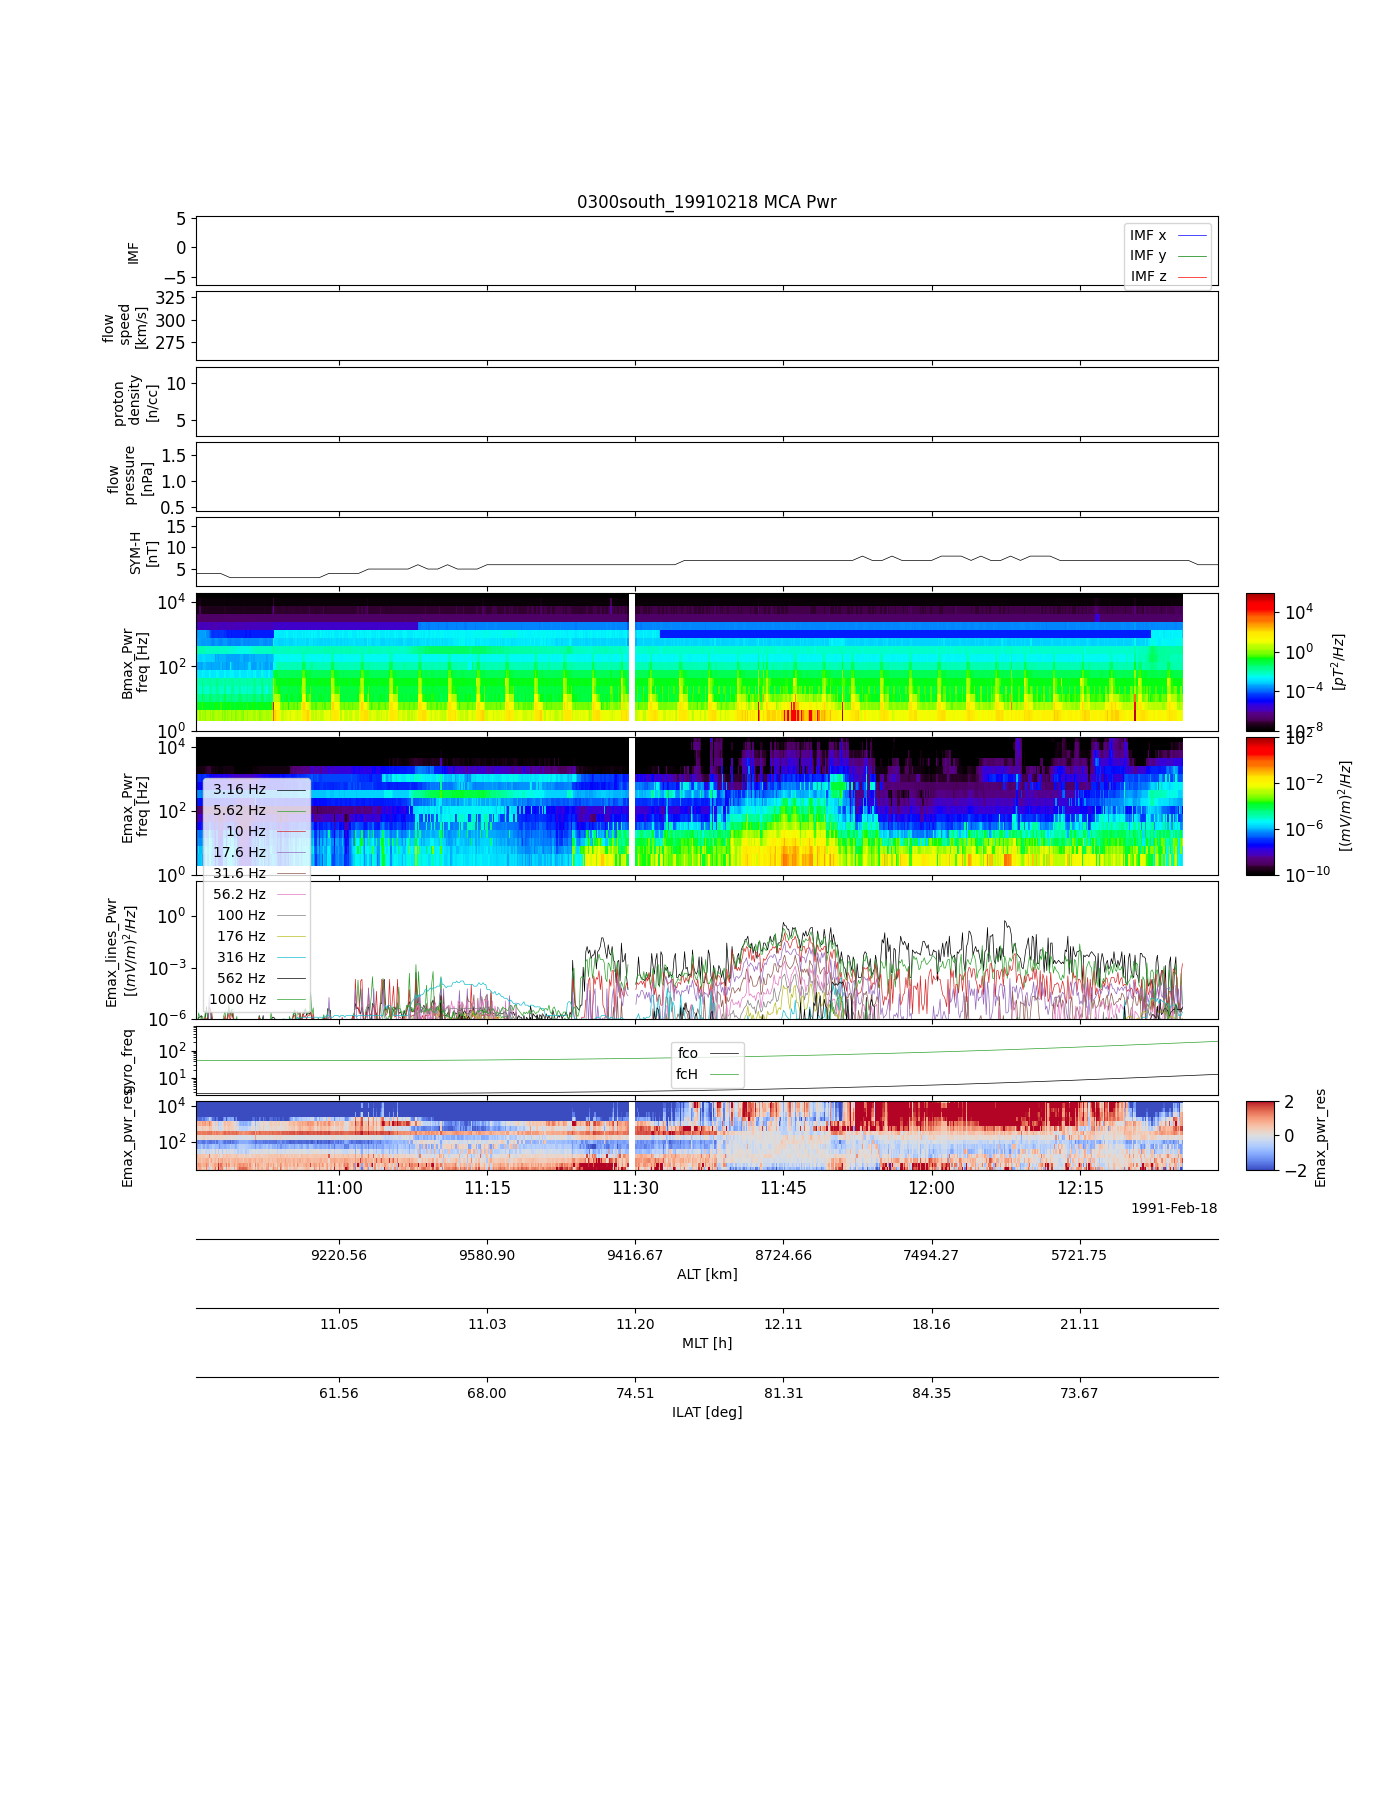 0300south_19910218 MCA Pwr
5
0
−5
IMF
IMF x
IMF y
IMF z
325
300
275
flow
speed
[km/s]
10
5
proton
density
[n/cc]
1.5
1.0
0.5
flow
pressure
[nPa]
15
10
5
SYM-H
[nT]
10^4
10^2
10^0
Bmax_Pwr
freq [Hz]
10^4
10^0
10^−4
10^−8
[pT^2/Hz]
10^4
10^2
10^0
Emax_Pwr
freq [Hz]
10^2
10^−2
10^−6
10^−10
[(mV/m)^2/Hz]
3.16 Hz
5.62 Hz
10 Hz
17.6 Hz
31.6 Hz
56.2 Hz
100 Hz
176 Hz
316 Hz
562 Hz
1000 Hz
10^0
10^−3
10^−6
Emax_lines_Pwr
[(mV/m)^2/Hz]
10^2
10^1
gyro_freq
fco
fcH
10^4
10^2
Emax_pwr_res
2
0
−2
Emax_pwr_res
11:00 11:15 11:30 11:45 12:00 12:15
1991-Feb-18
9220.56 9580.90 9416.67 8724.66 7494.27 5721.75
ALT [km]
11.05 11.03 11.20 12.11 18.16 21.11
MLT [h]
61.56 68.00 74.51 81.31 84.35 73.67
ILAT [deg]